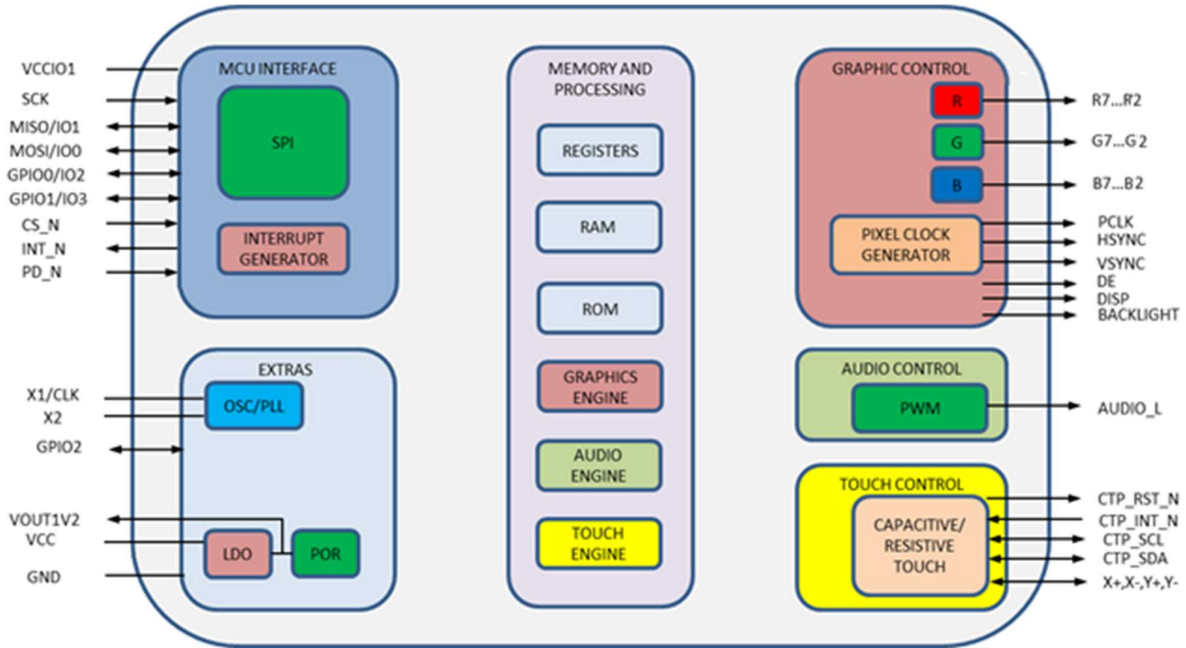 VCCIO1
SCK
MISO/IO1
MOSI/IO0
GPIO0/IO2
GPIO1/IO3
CS_N
INT_N
PD_N
MCU INTERFACE
SPI
INTERRUPT
GENERATOR
X1/CLK
X2
GPIO2
VOUT1V2
VCC
GND
EXTRAS
OSC/PLL
LDO
POR
MEMORY AND
PROCESSING
REGISTERS
RAM
ROM
GRAPHICS
ENGINE
AUDIO
ENGINE
TOUCH
ENGINE
GRAPHIC CONTROL
R
G
B
PIXEL CLOCK
GENERATOR
R7...R2
G7...G2
B7...B2
PCLK
HSYNC
VSYNC
DE
DISP
BACKLIGHT
AUDIO CONTROL
PWM
AUDIO_L
TOUCH CONTROL
CAPACITIVE/
RESISTIVE
TOUCH
CTP_RST_N
CTP_INT_N
CTP_SCL
CTP_SDA
X+,X-,Y+,Y-